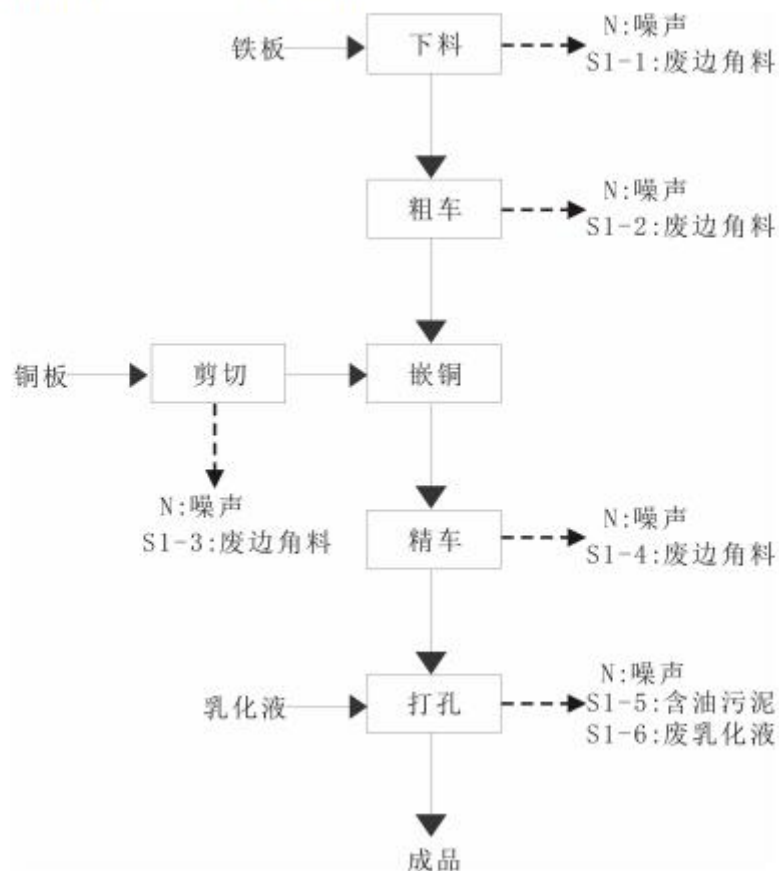 铁板
下料
N:噪声
S1-1:废边角料
粗车
N:噪声
S1-2:废边角料
铜板
剪切
嵌铜
N:噪声
S1-3:废边角料
精车
N:噪声
S1-4:废边角料
乳化液
打孔
N:噪声
S1-5:含油污泥
S1-6:废乳化液
成品